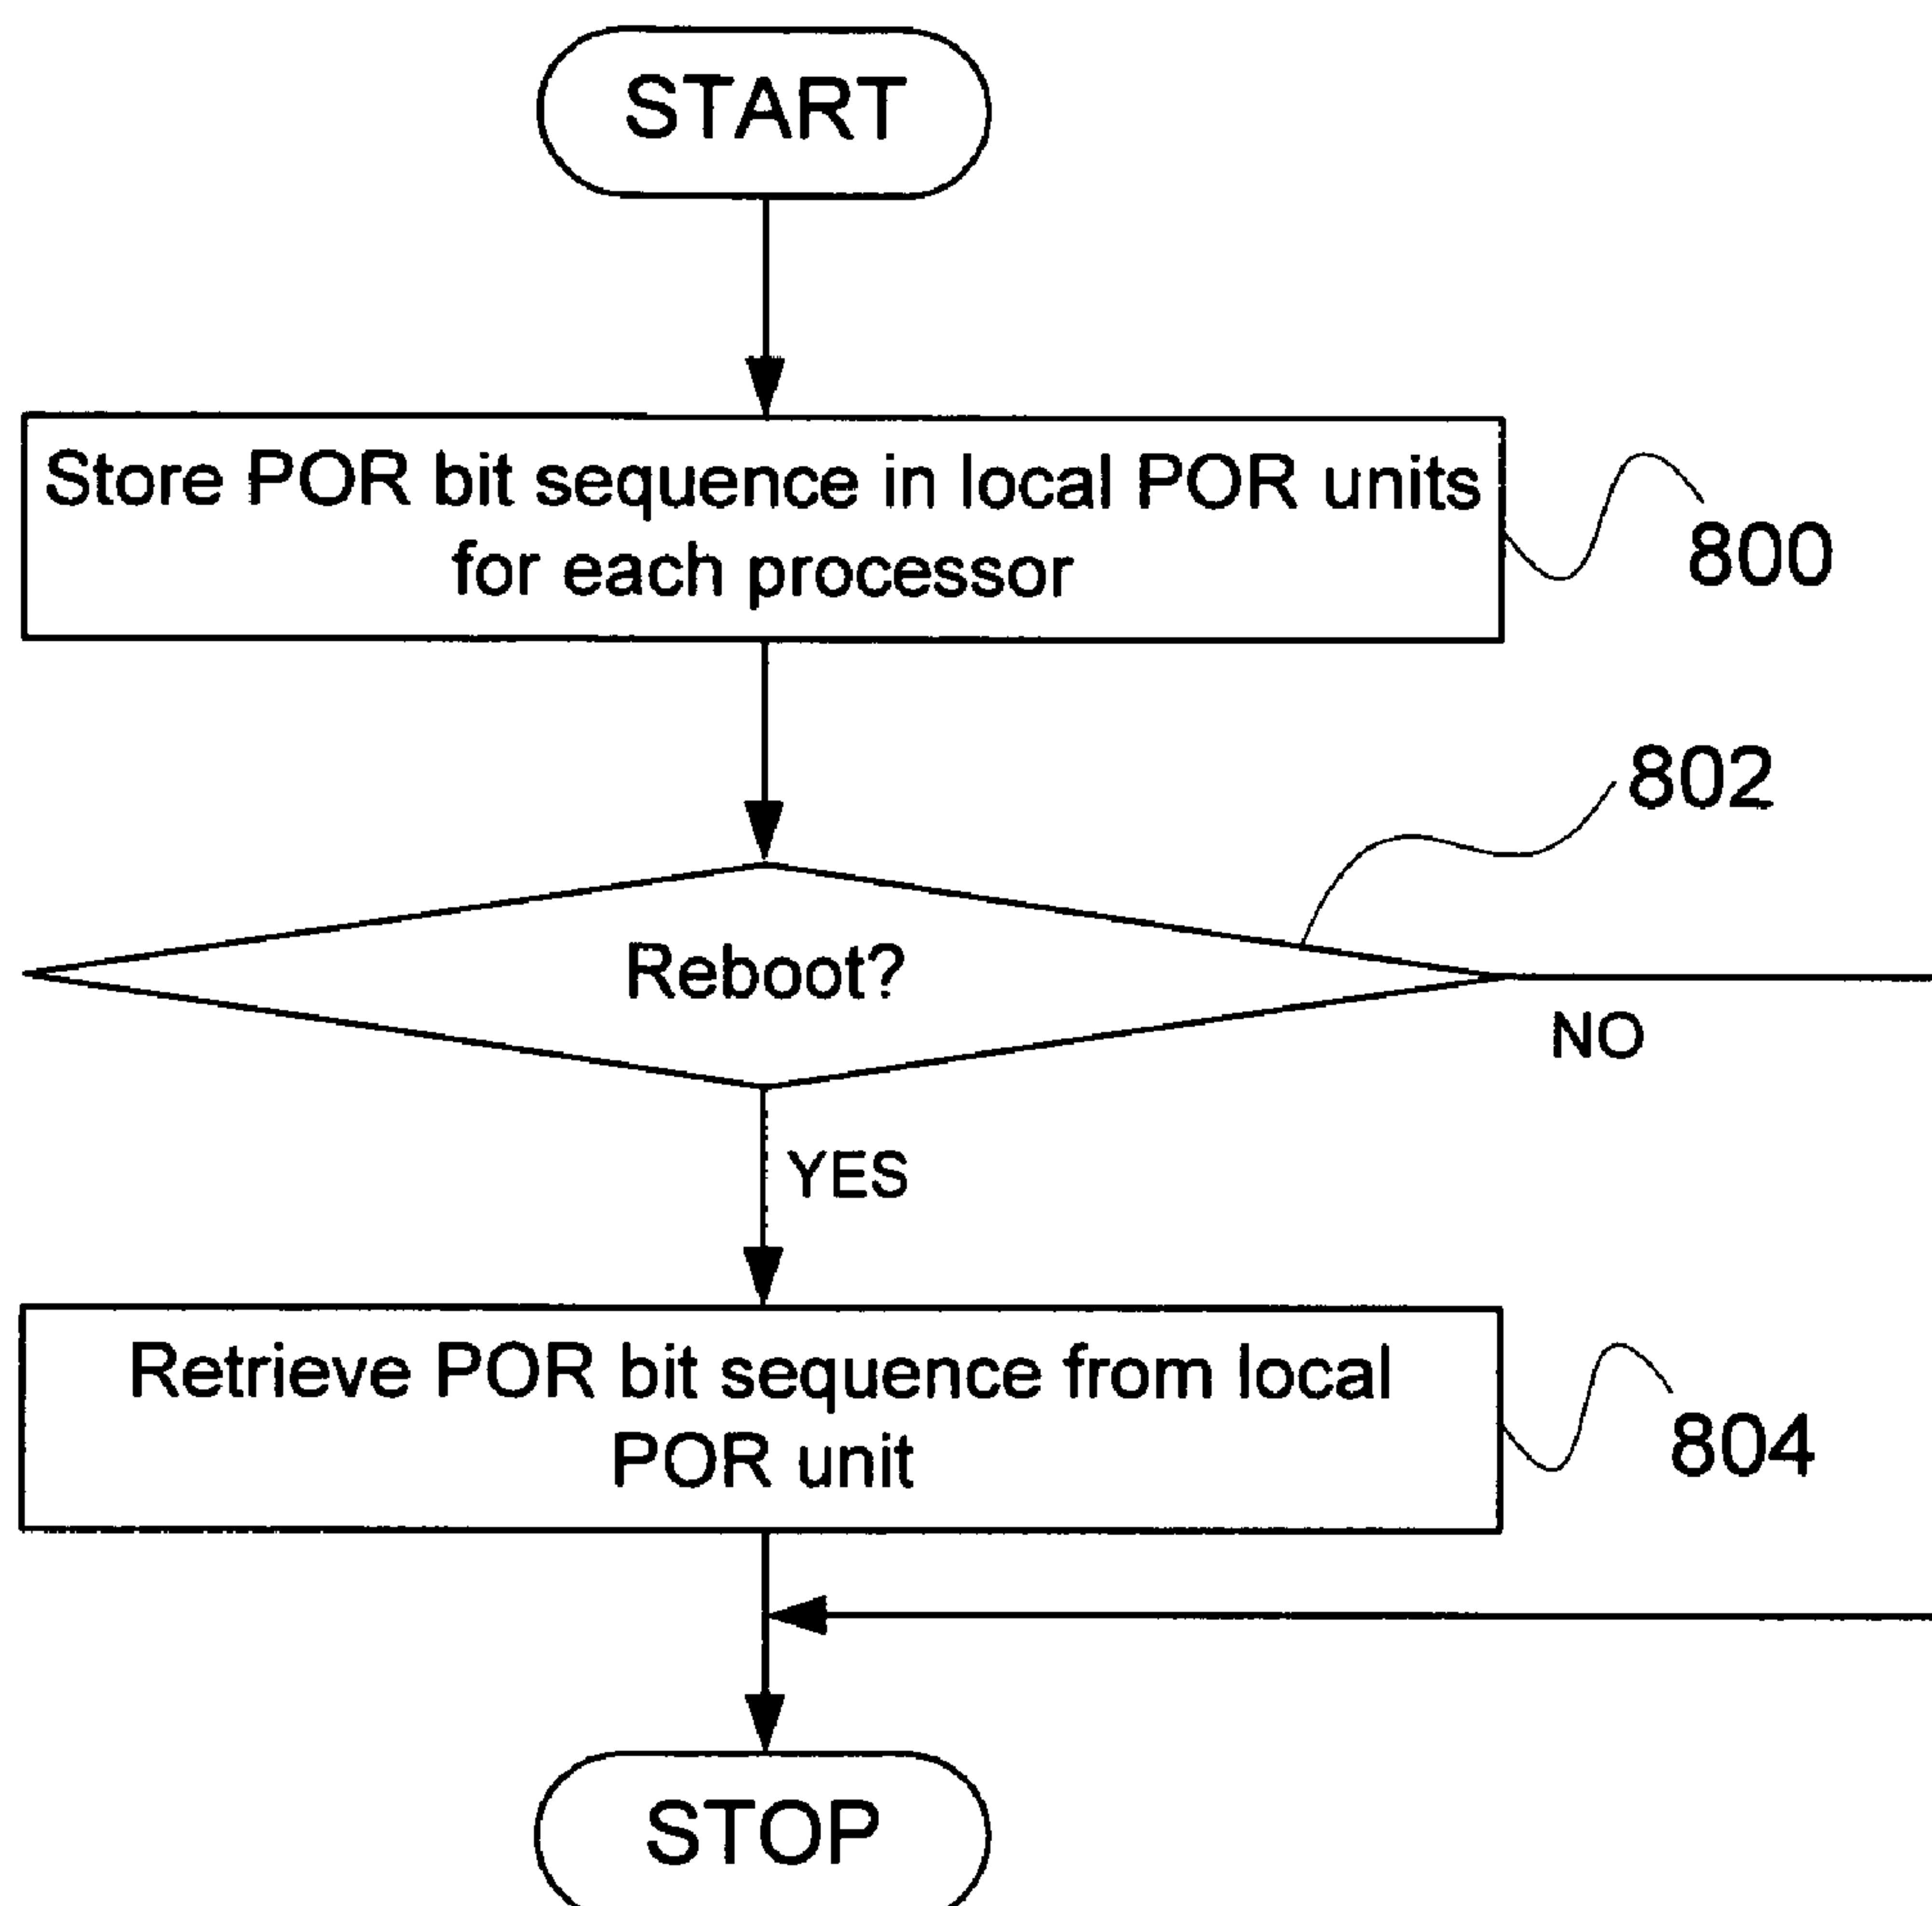 START
Store POR bit sequence in local POR units
for each processor
800
802
Reboot?
NO
YES
Retrieve POR bit sequence from local
POR unit
804
STOP